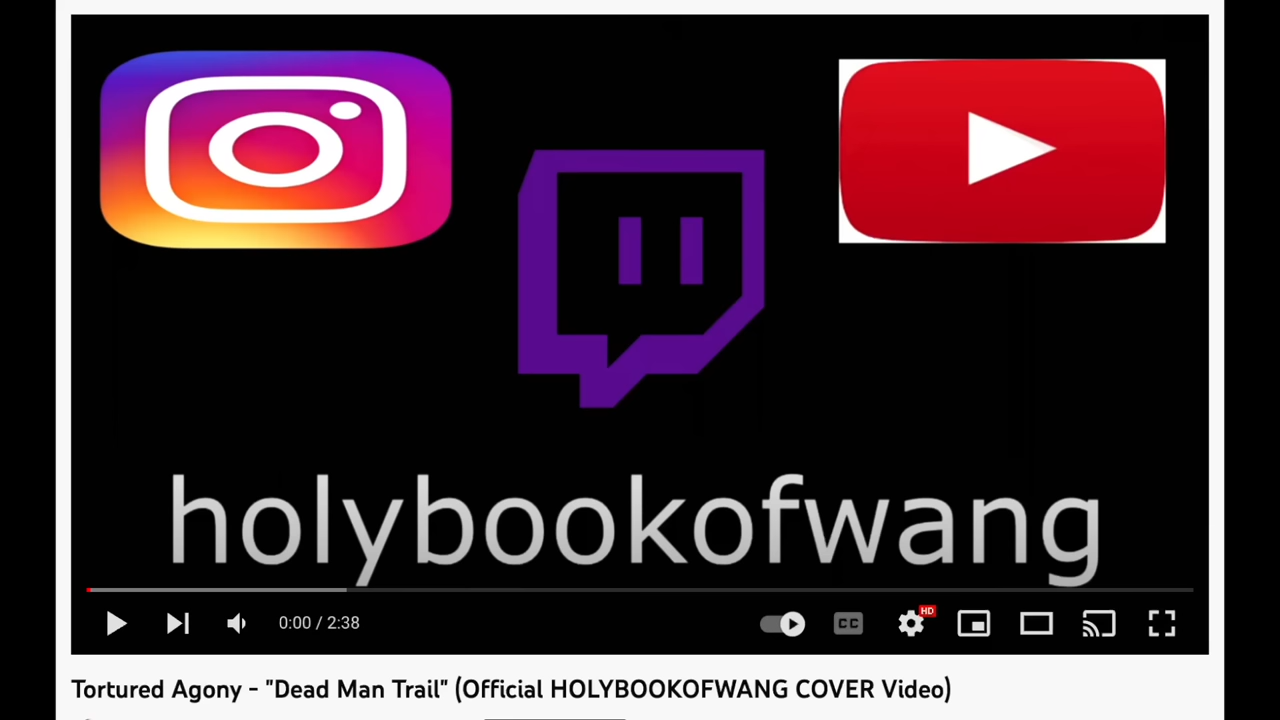 holybookofwang
0:00 / 2:38
CC
HD
Tortured Agony - "Dead Man Trail" (Official HOLYBOOKOFWANG COVER Video)